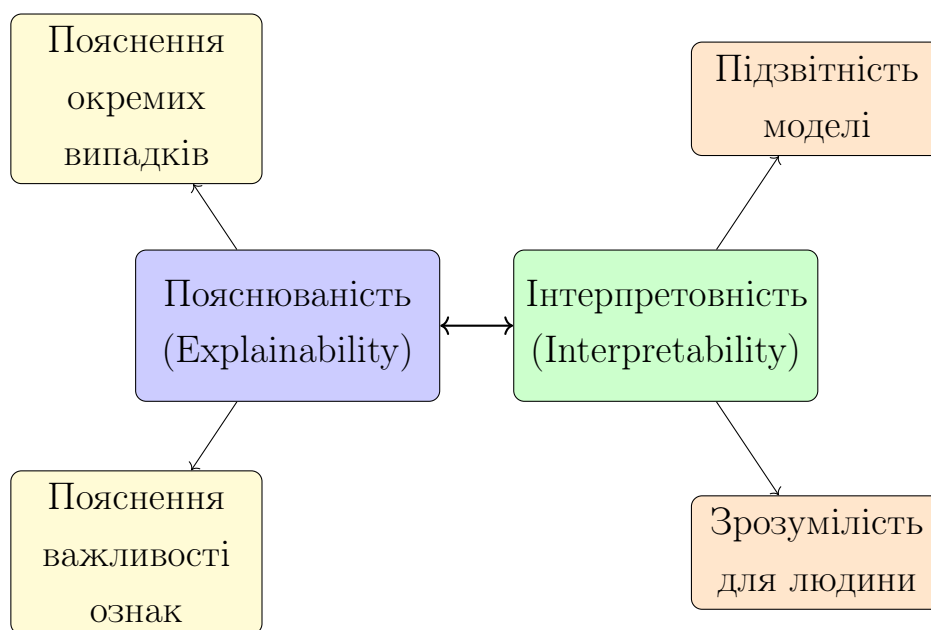 Пояснення
окремих
випадків
Підзвітність
моделі
Пояснюваність
(Explainability)
Інтерпретовність
(Interpretability)
Пояснення
важливості
ознак
Зрозумілість
для людини